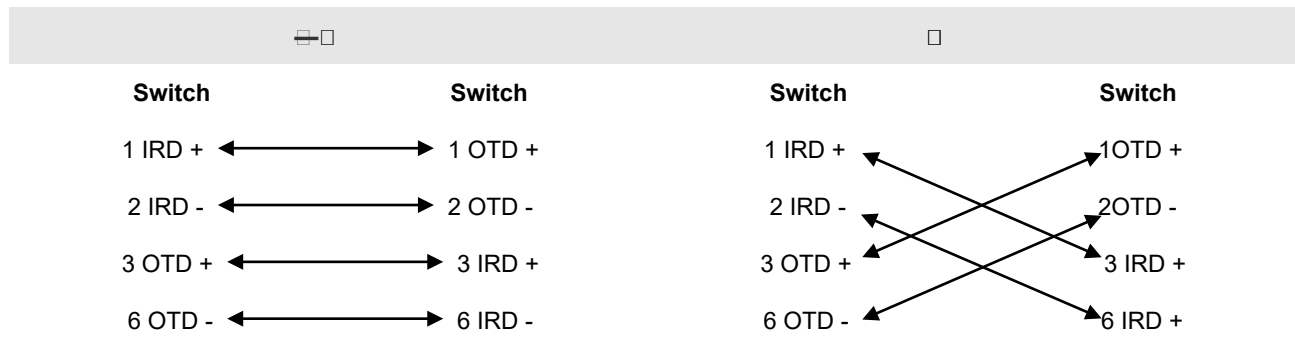 Switch Switch Switch Switch
1 IRD + 1 OTD + 1 IRD + 1OTD +
2 IRD - 2 OTD - 2 IRD - 2OTD -
3 OTD + 3 IRD + 3 OTD + 3 IRD +
6 OTD - 6 IRD - 6 OTD - 6 IRD +